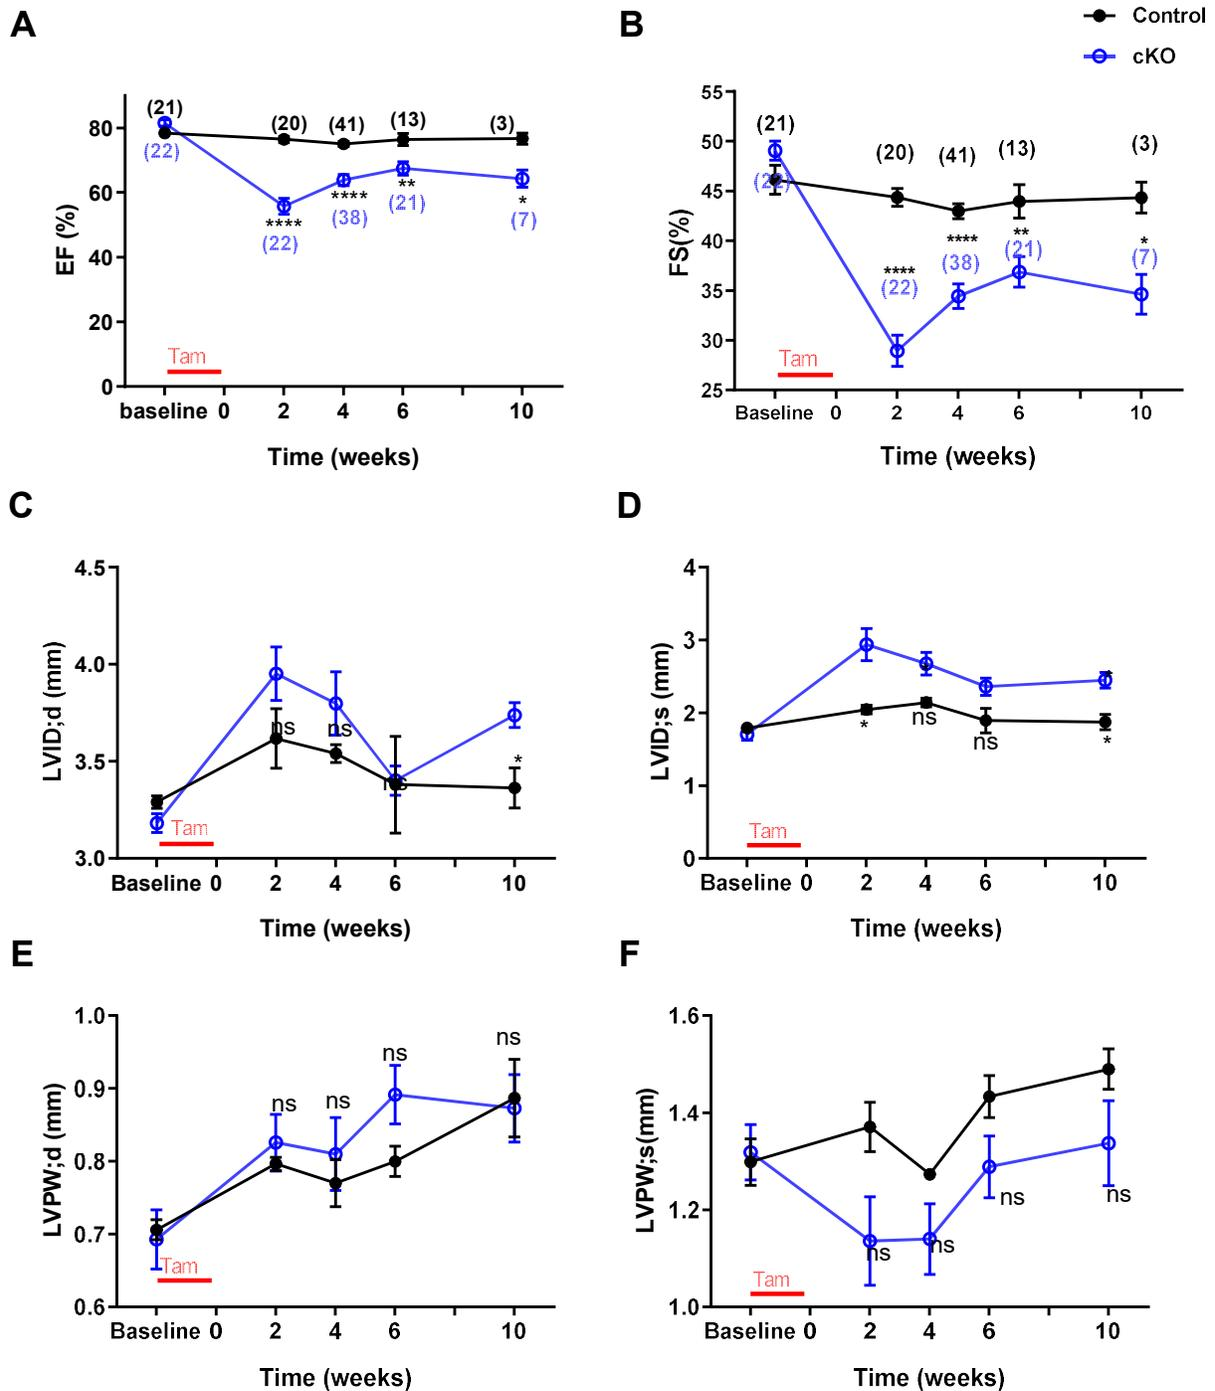 A
B
Control
cKO
EF (%)
80
60
40
20
0
(21)
(20)
(41)
(13)
(3)
(22)
****
(22)
****
(38)
**
(21)
*
(7)
Tam
baseline 0 2 4 6 10
Time (weeks)
FS(%)
55
50
45
40
35
30
25
(21)
(20)
(41)
(13)
(3)
(22)
****
(22)
****
(38)
**
(21)
*
(7)
Tam
Baseline 0 2 4 6 10
Time (weeks)
C
LVID;d (mm)
4.5
4.0
3.5
3.0
ns
ns
ns
*
Tam
Baseline 0 2 4 6 10
Time (weeks)
D
LVID;s (mm)
4
3
2
1
0
*
ns
ns
*
*
Tam
Baseline 0 2 4 6 10
Time (weeks)
E
LVPW;d (mm)
1.0
0.9
0.8
0.7
0.6
ns
ns
ns
ns
Tam
Baseline 0 2 4 6 10
Time (weeks)
F
LVPW;s(mm)
1.6
1.4
1.2
1.0
ns
ns
ns
ns
Tam
Baseline 0 2 4 6 10
Time (weeks)